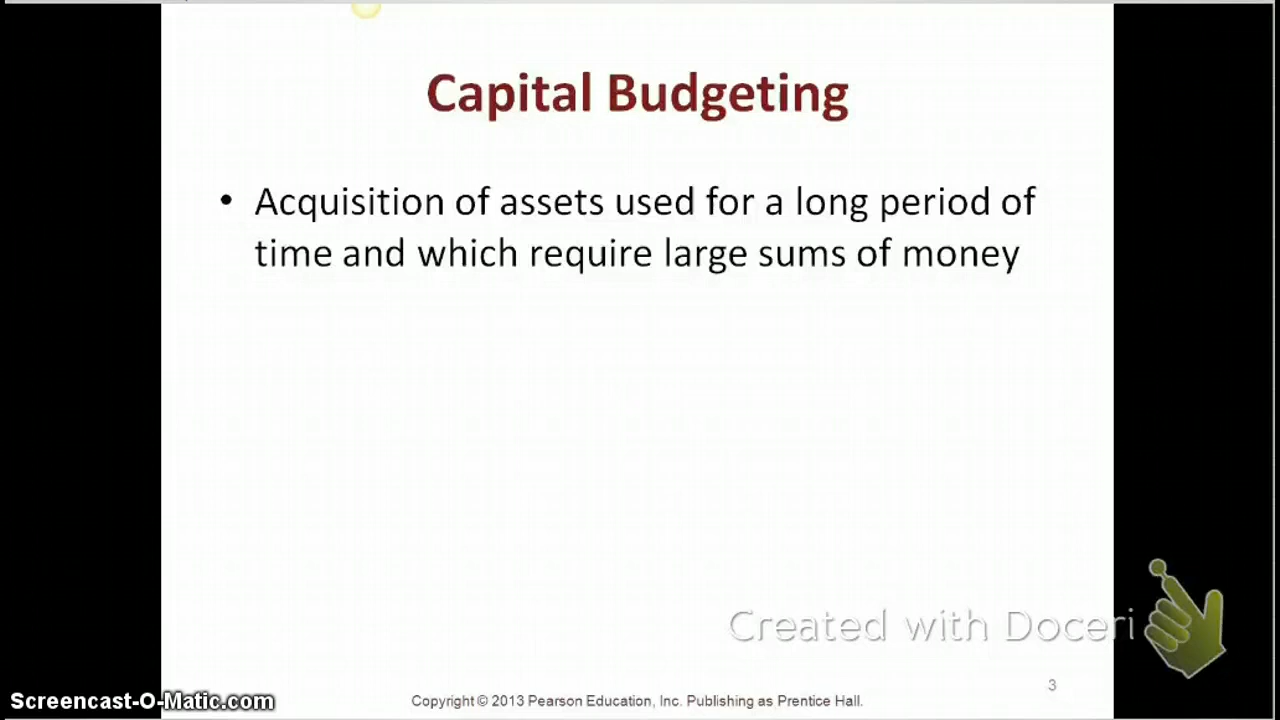 Capital Budgeting
• Acquisition of assets used for a long period of
time and which require large sums of money
Created with Doceri
3
Screencast-O-Matic.com
Copyright © 2013 Pearson Education, Inc. Publishing as Prentice Hall.